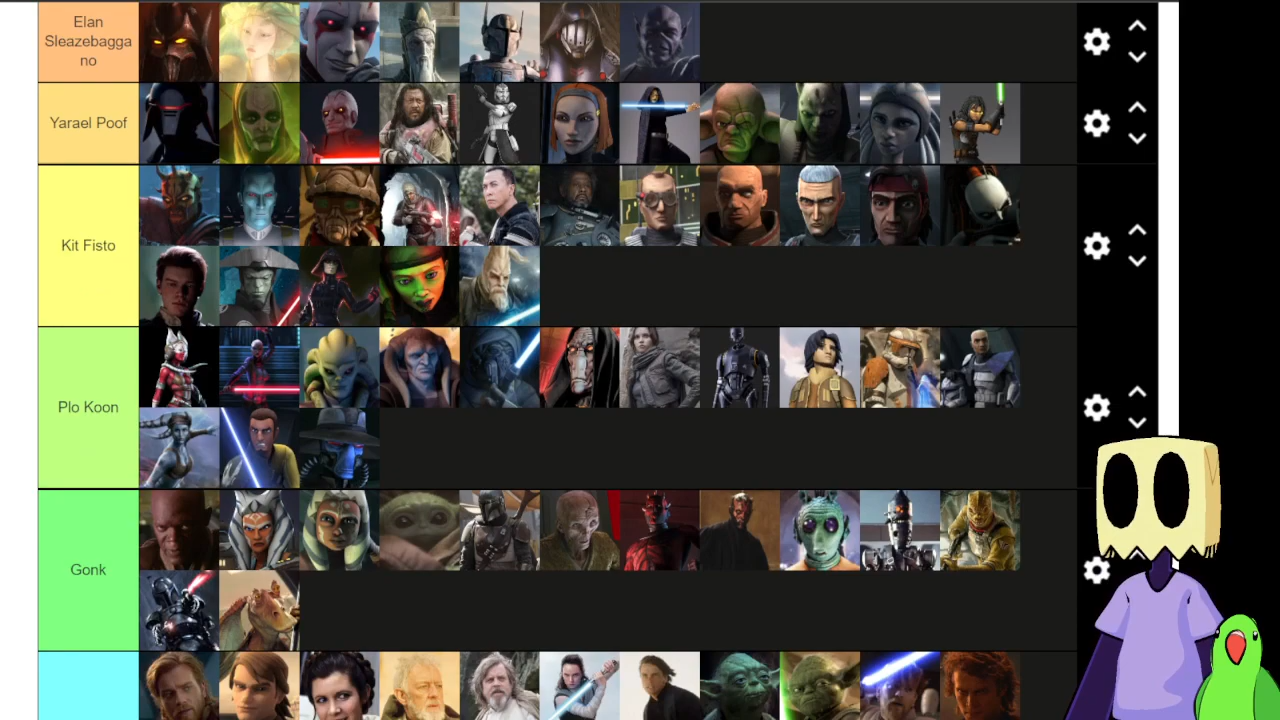 Elan
Sleazebagga
no
Yarael Poof
Kit Fisto
Plo Koon
Gonk